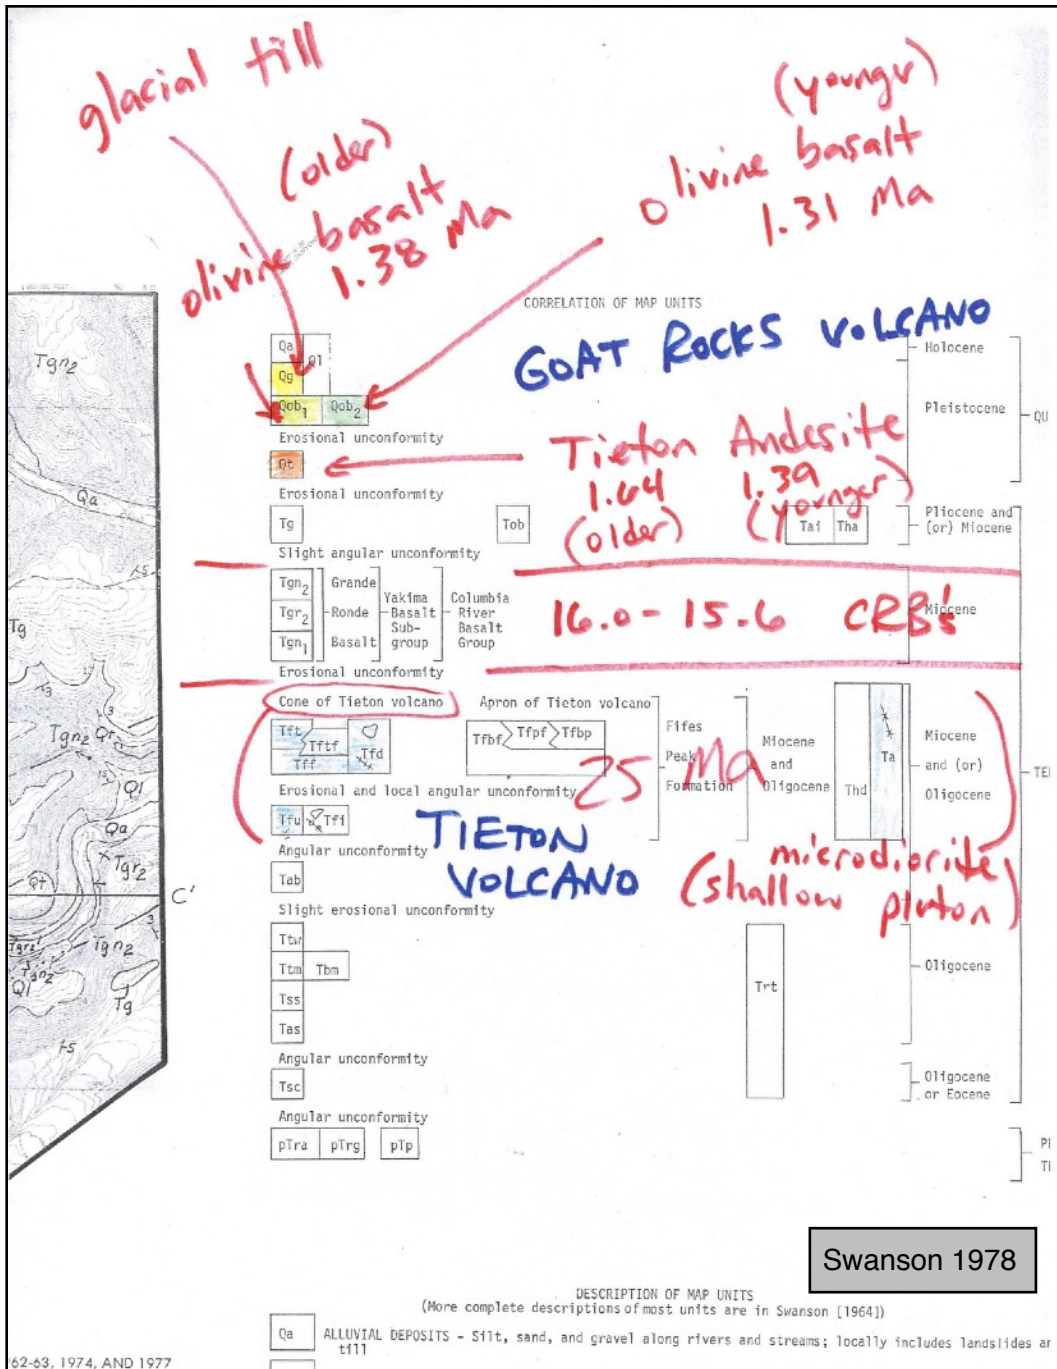 glacial till
(older)
olivine basalt
1.38 Ma
(younger)
olivine basalt
1.31 Ma
CORRELATION OF MAP UNITS
GOAT ROCKS VOLCANO
Qa
Ql
Qg
Qob1 Qob2
Holocene
Pleistocene
QU
Erosional unconformity
Qt
Tieton Andesite
1.64 1.39
(older) (younger)
Erosional unconformity
Tg
Tob
Tai Tha
Pliocene and
(or) Miocene
Slight angular unconformity
Tgn2
Tgr2
Tgn1
Grande
Ronde
Basalt
Yakima
Basalt
Sub-
group
Columbia
River
Basalt
Group
16.0-15.6 CRB's
Miocene
Erosional unconformity
Cone of Tieton volcano
Apron of Tieton volcano
Tft
Tftf
Tff
Tfd
Tfbf Tfpf Tfbp
Fifes
Peak
Formation
Miocene
and
Oligocene
Thd
Ta
Miocene
and (or)
Oligocene
TE
25 Ma
Erosional and local angular unconformity
Tfu Tfi
TIETON
VOLCANO
microdiorite
(shallow pluton)
Angular unconformity
Tab
Slight erosional unconformity
Ttw
Ttm Tbm
Tss
Tas
Trt
Oligocene
Angular unconformity
Tsc
Oligocene
or Eocene
Angular unconformity
pTra pTrg pTp
Tgn2
Qa
Tg
Tgn2
Qt
Ql
Qa
Tgr2
Qt
C'
Tgr2
Tgn2
Ql
Tg
Swanson 1978
DESCRIPTION OF MAP UNITS
(More complete descriptions of most units are in Swanson [1964])
Qa
ALLUVIAL DEPOSITS - Silt, sand, and gravel along rivers and streams; locally includes landslides
till
62-63, 1974, AND 1977